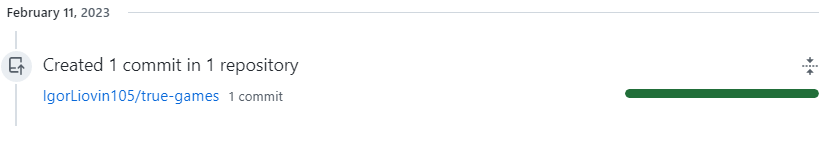 February 11, 2023
Created 1 commit in 1 repository
IgorLiovin105/true-games 1 commit